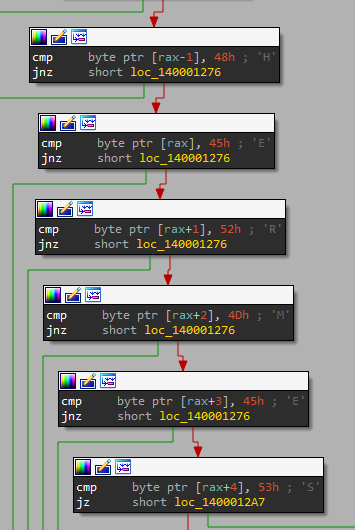 cmp byte ptr [rax-1], 48h ; 'H'
jnz short loc_140001276
cmp byte ptr [rax], 45h ; 'E'
jnz short loc_140001276
cmp byte ptr [rax+1], 52h ; 'R'
jnz short loc_140001276
cmp byte ptr [rax+2], 4Dh ; 'M'
jnz short loc_140001276
cmp byte ptr [rax+3], 45h ; 'E'
jnz short loc_140001276
cmp byte ptr [rax+4], 53h ; 'S'
jnz short loc_1400012A7